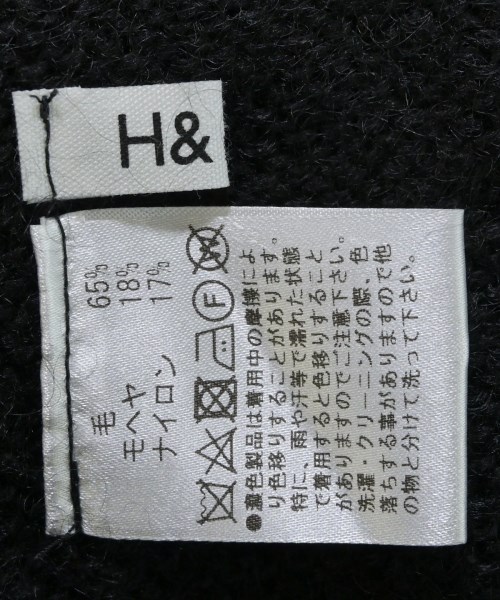 H&
毛 65%
モヘヤ 18%
ナイロン 17%
W
F
●濃色製品は着用中の摩擦によ
り色移りすることがあります。
特に、雨や汗等で濡れた状態
で着用すると色移りすること
がありますのでご注意下さい。
洗濯・クリーニングの際、色
落ちする事がありますので他
の物と分けて洗って下さい。